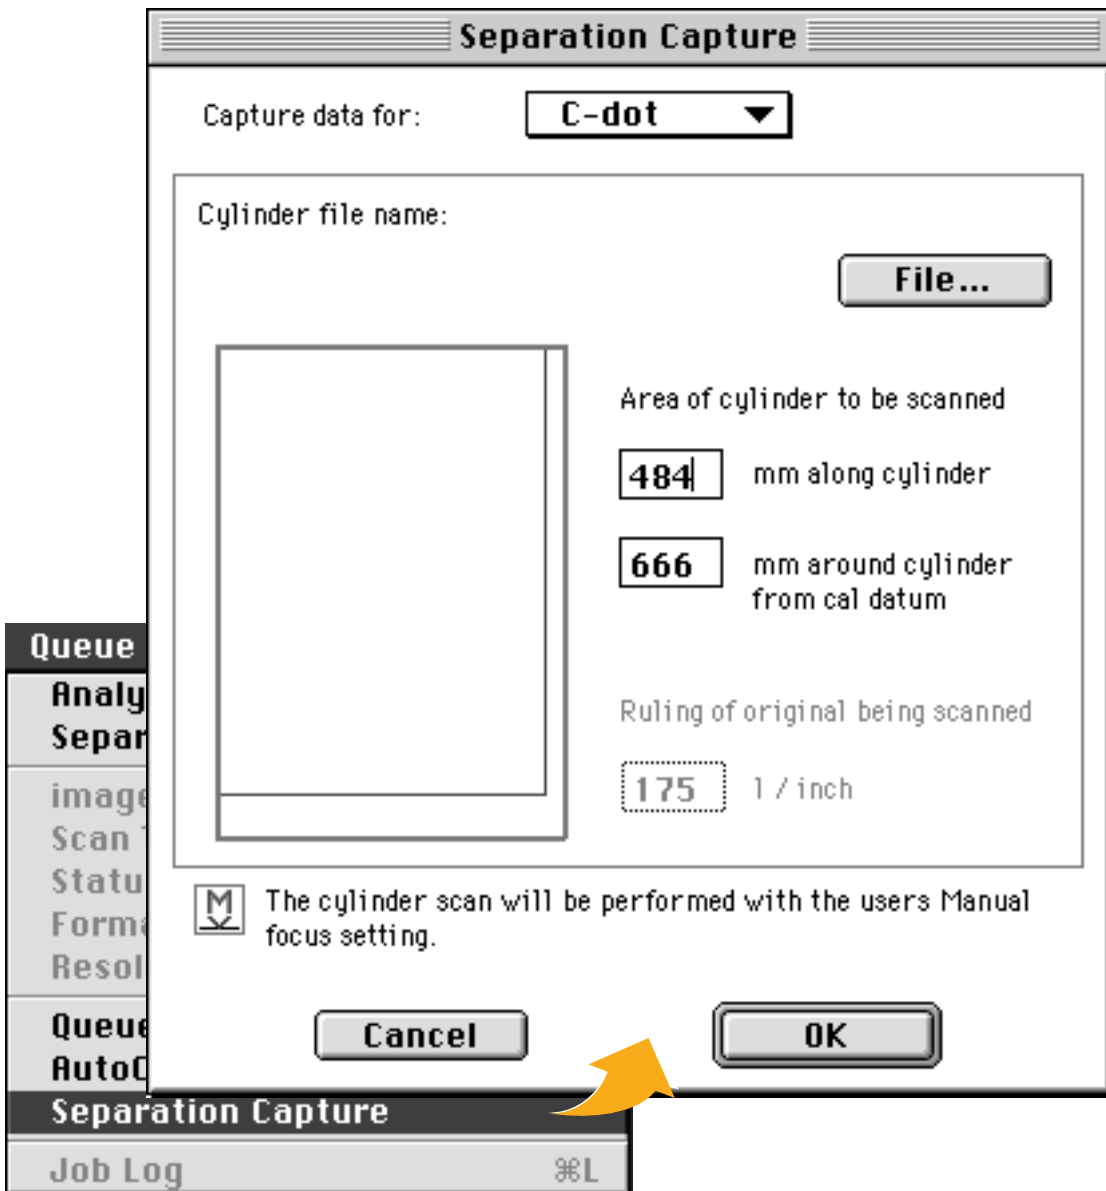 Separation Capture
Capture data for: C-dot
Cylinder file name:
File...
Area of cylinder to be scanned
484 mm along cylinder
666 mm around cylinder
from cal datum
Ruling of original being scanned
175 l / inch
M The cylinder scan will be performed with the users Manual
focus setting.
Cancel OK
Queue
Analy
Separ
image
Scan
Statu
Forma
Resol
Queue
AutoC
Separation Capture
Job Log ⌘L